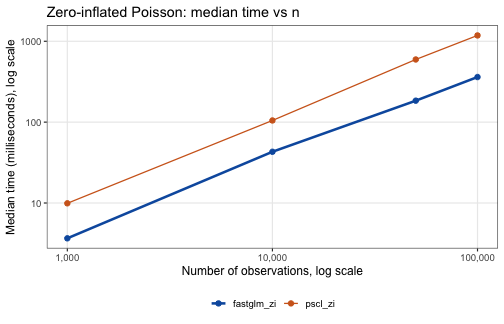 Zero-inflated Poisson: median time vs n
Median time (milliseconds), log scale
1000
100
10
1,000
10,000
100,000
Number of observations, log scale
fastglm_zi
pscl_zi